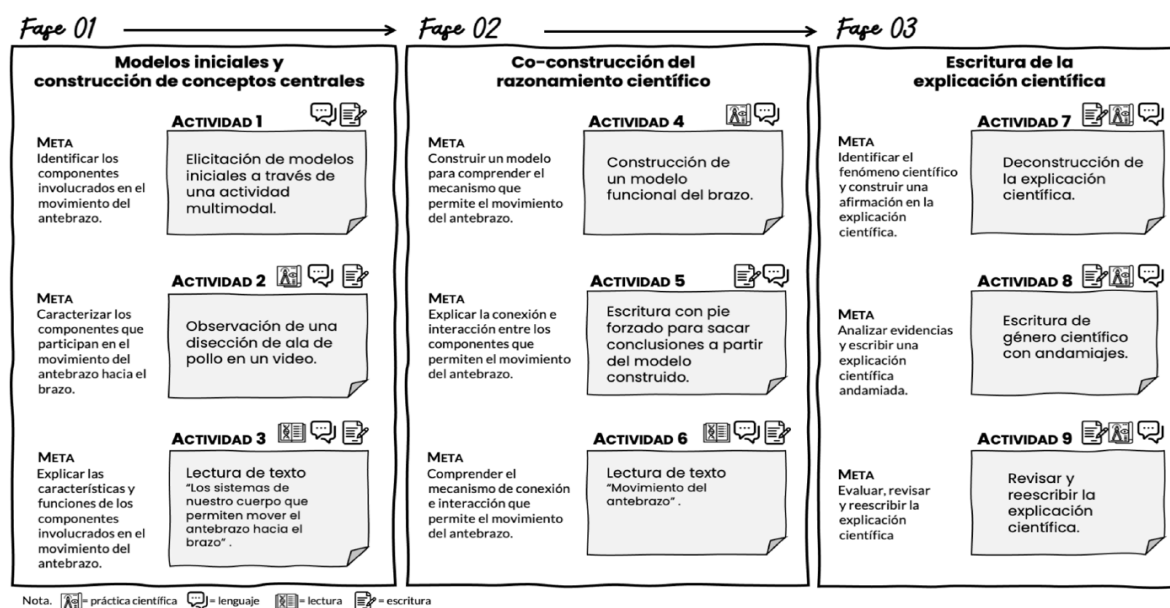 Fase 01
Modelos iniciales y
construcción de conceptos centrales
ACTIVIDAD 1
META
Identificar los
componentes
involucrados en el
movimiento del
antebrazo.
Elicitación de modelos
iniciales a través de
una actividad
multimodal.
ACTIVIDAD 2
META
Caracterizar los
componentes que
participan en el
movimiento del
antebrazo hacia el
brazo.
Observación de una
disección de ala de
pollo en un video.
ACTIVIDAD 3
META
Explicar las
características y
funciones de los
componentes
involucrados en el
movimiento del
antebrazo.
Lectura de texto
“Los sistemas de
nuestro cuerpo que
permiten mover el
antebrazo hacia el
brazo” .
Fase 02
Co-construcción del
razonamiento científico
ACTIVIDAD 4
META
Construir un modelo
para comprender el
mecanismo que
permite el movimiento
del antebrazo.
Construcción de
un modelo
funcional del brazo.
ACTIVIDAD 5
META
Explicar la conexión e
interacción entre los
componentes que
permiten el movimiento
del antebrazo.
Escritura con pie
forzado para sacar
conclusiones a partir
del modelo
construido.
ACTIVIDAD 6
META
Comprender el
mecanismo de conexión
e interacción que
permite el movimiento
del antebrazo.
Lectura de texto
“Movimiento del
antebrazo” .
Fase 03
Escritura de la
explicación científica
ACTIVIDAD 7
META
Identificar el
fenómeno científico
y construir una
afirmación en la
explicación
científica.
Deconstrucción de
la explicación
científica.
ACTIVIDAD 8
META
Analizar evidencias
y escribir una
explicación
científica
andamiada.
Escritura de
género científico
con andamiajes.
ACTIVIDAD 9
META
Evaluar, revisar
y reescribir la
explicación
científica
Revisar y
reescribir la
explicación
científica.
Nota. = práctica científica = lenguaje = lectura = escritura